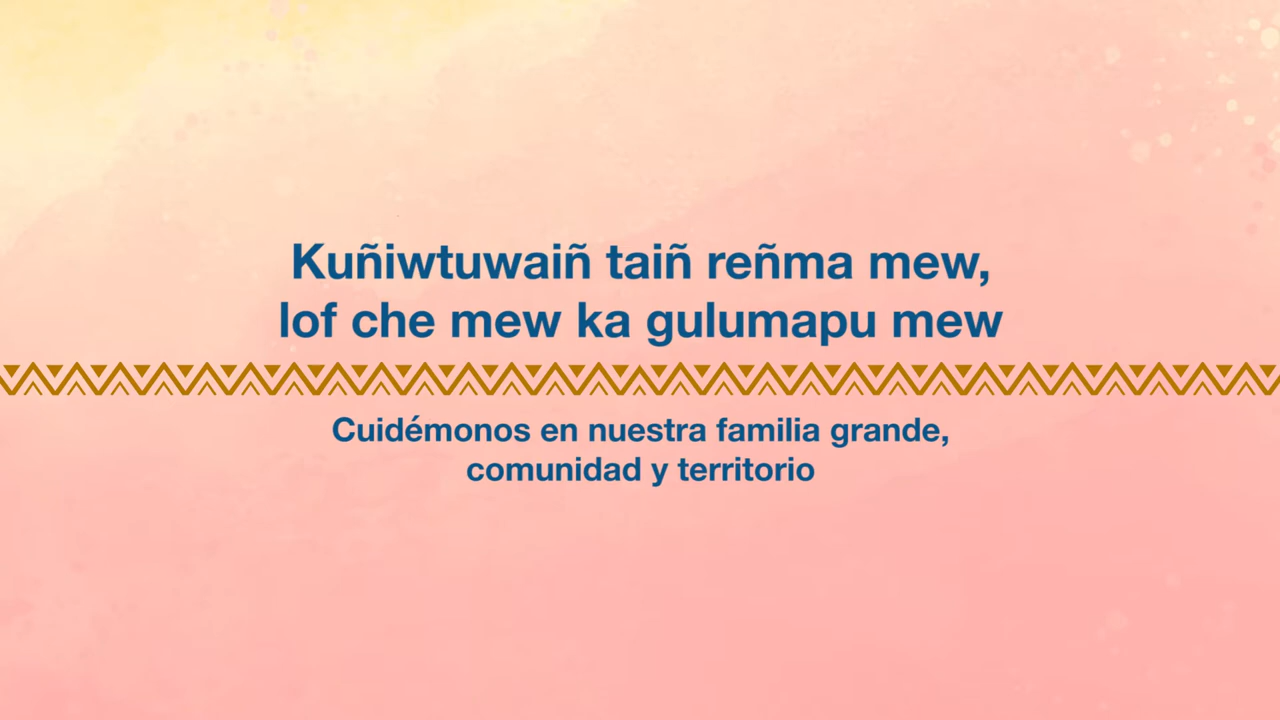 Kuñiwtuwaiñ taiñ reñma mew,
lof che mew ka gulumapu mew
Cuidémonos en nuestra familia grande,
comunidad y territorio